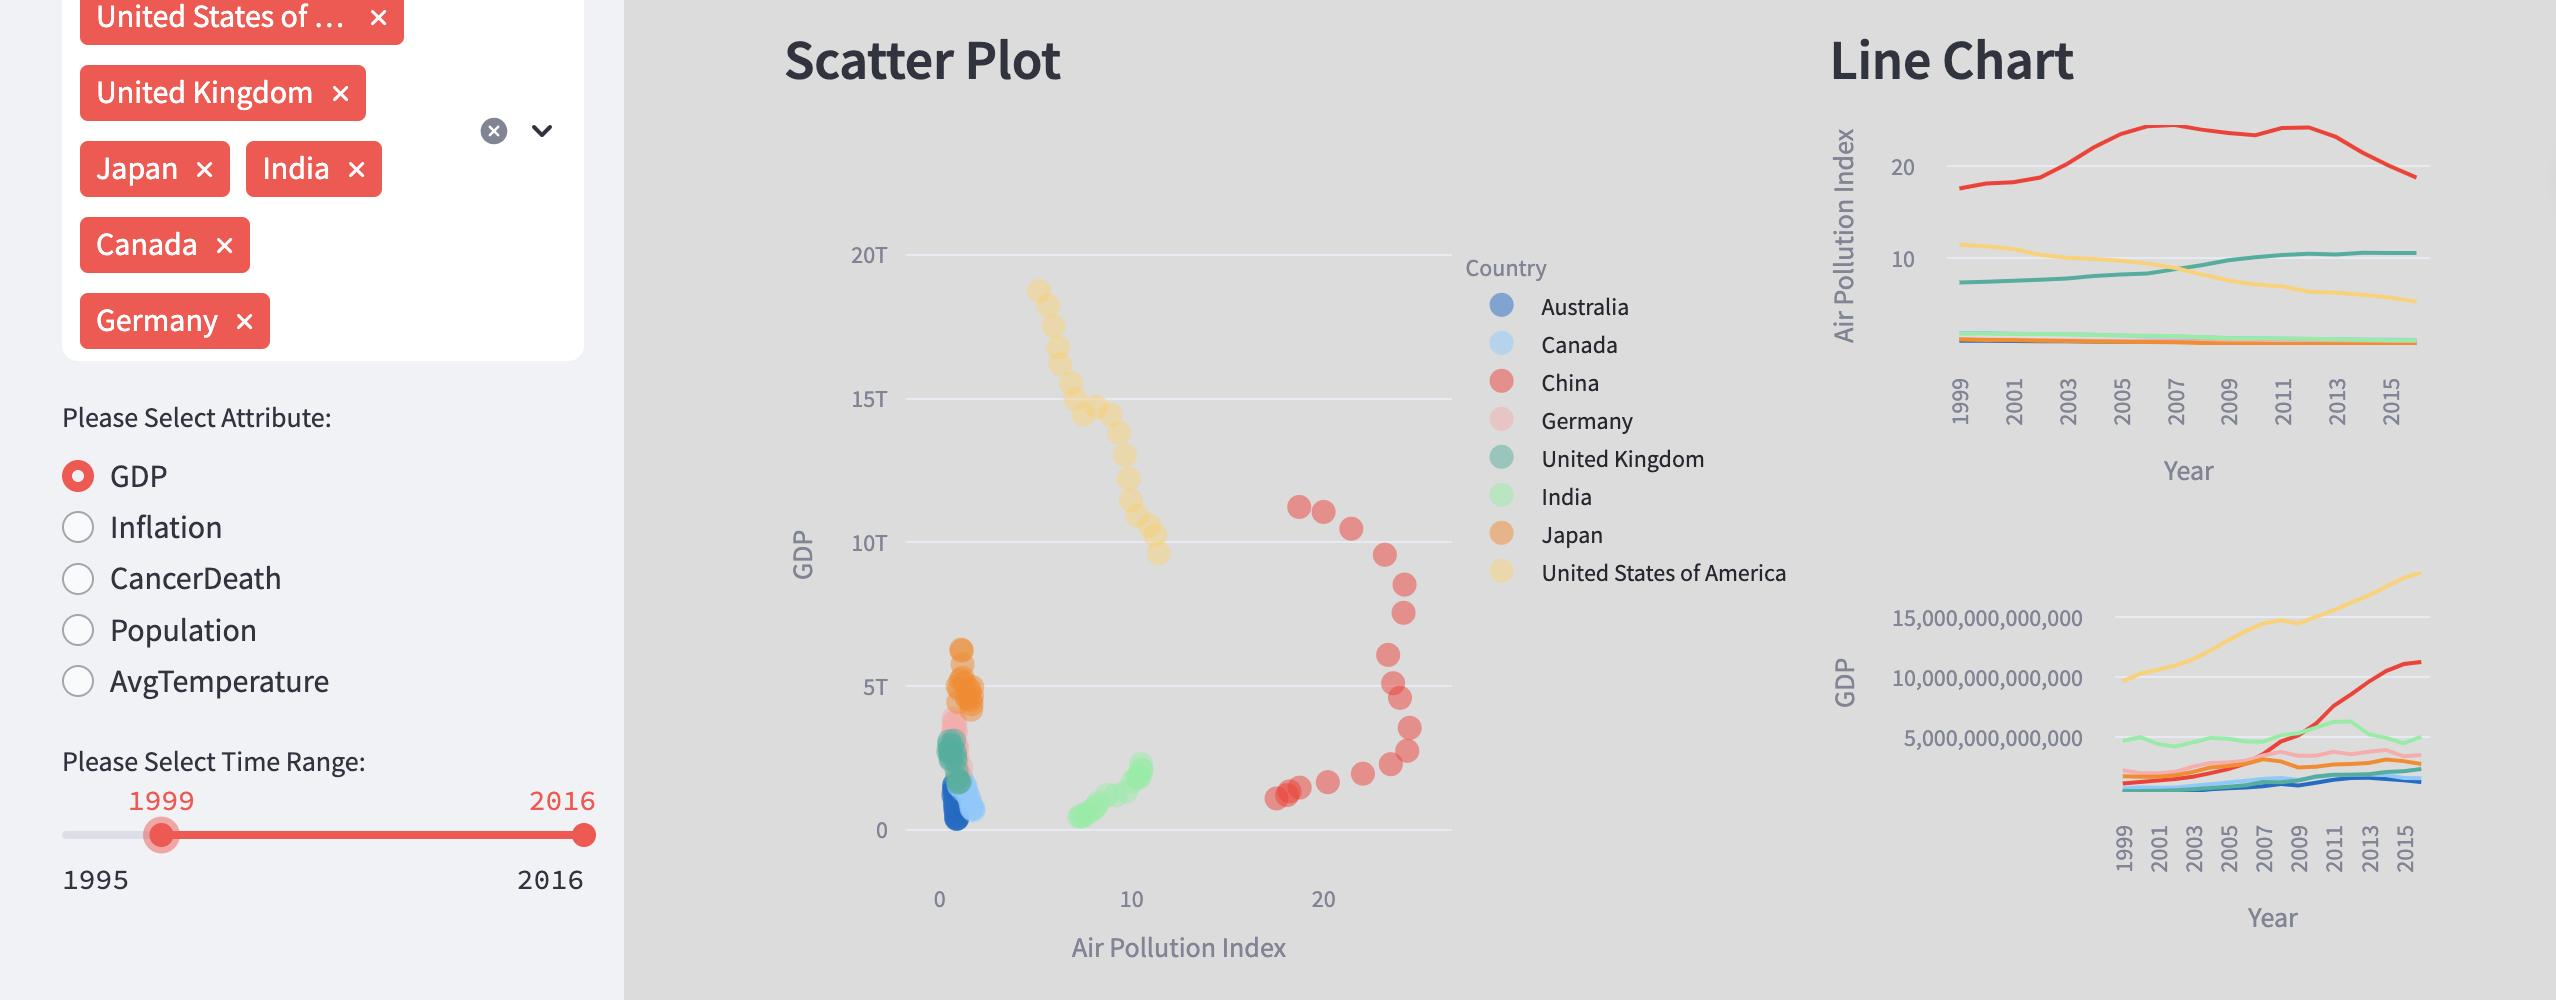 United States of …
United Kingdom
Japan India
Canada
Germany
Please Select Attribute:
GDP
Inflation
CancerDeath
Population
AvgTemperature
Please Select Time Range:
1999 2016
1995 2016
Scatter Plot
20T
15T
10T
5T
0
GDP
0 10 20
Air Pollution Index
Country
Australia
Canada
China
Germany
United Kingdom
India
Japan
United States of America
Line Chart
Air Pollution Index
20
10
1999 2001 2003 2005 2007 2009 2011 2013 2015
Year
GDP
15,000,000,000,000
10,000,000,000,000
5,000,000,000,000
1999 2001 2003 2005 2007 2009 2011 2013 2015
Year